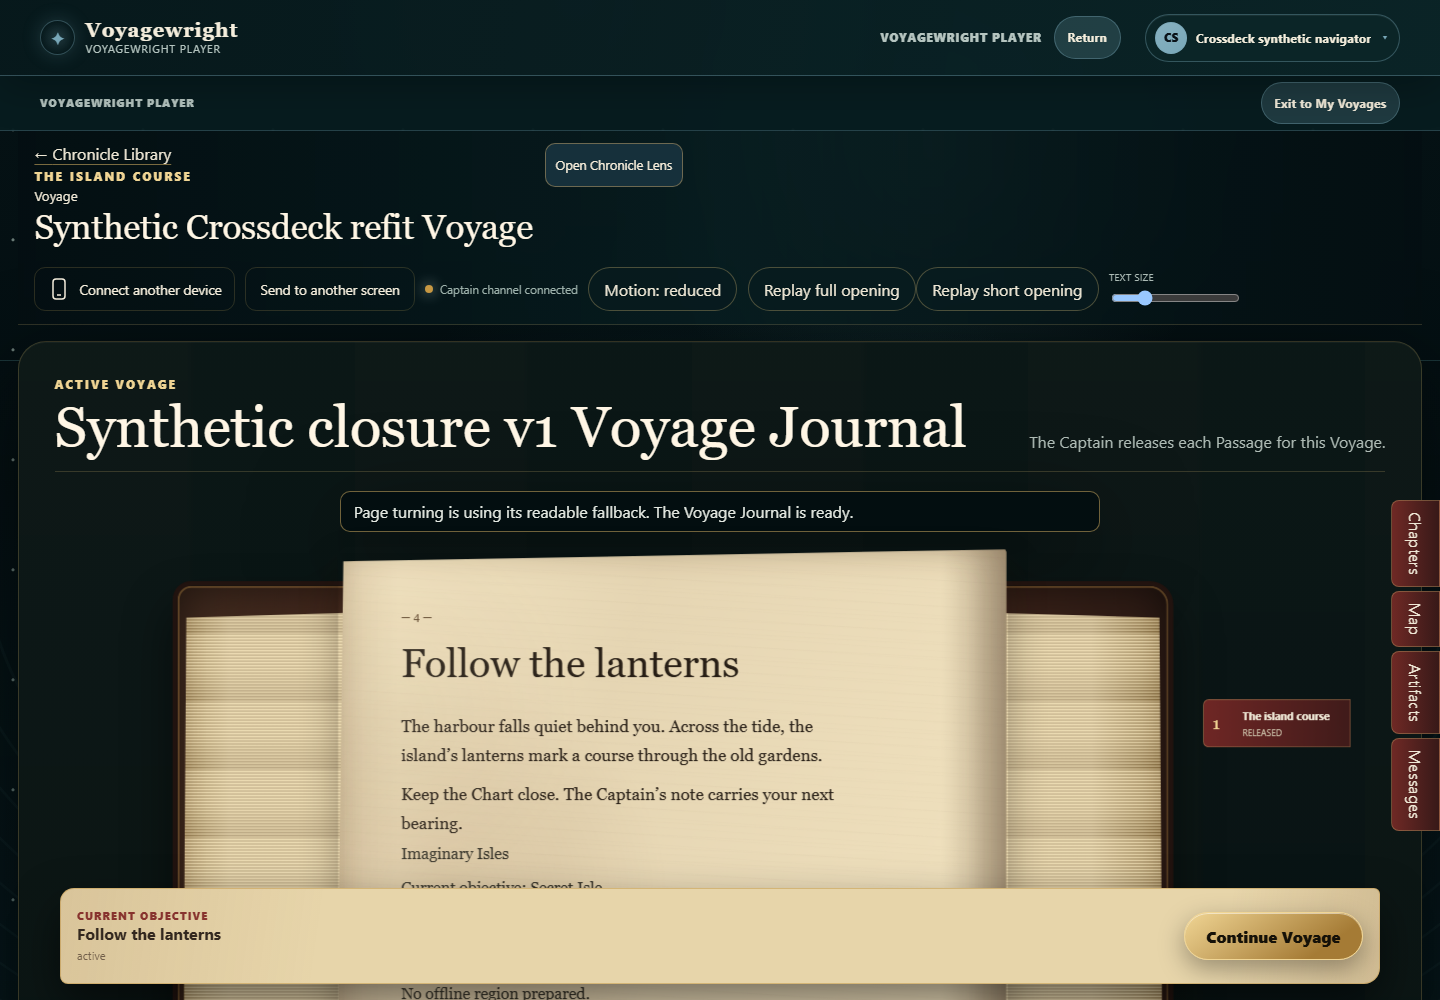 Voyagewright
VOYAGEWRIGHT PLAYER
VOYAGEWRIGHT PLAYER
Return
CS
Crossdeck synthetic navigator
VOYAGEWRIGHT PLAYER
Exit to My Voyages
← Chronicle Library
THE ISLAND COURSE
Voyage
Synthetic Crossdeck refit Voyage
Open Chronicle Lens
Connect another device
Send to another screen
Captain channel connected
Motion: reduced
Replay full opening
Replay short opening
TEXT SIZE
ACTIVE VOYAGE
Synthetic closure v1 Voyage Journal
The Captain releases each Passage for this Voyage.
Page turning is using its readable fallback. The Voyage Journal is ready.
— 4 —
Follow the lanterns
The harbour falls quiet behind you. Across the tide, the
island’s lanterns mark a course through the old gardens.
Keep the Chart close. The Captain’s note carries your next
bearing.
Imaginary Isles
Current objective: Secret Isle
1
The island course
RELEASED
Chapters
Map
Artifacts
Messages
CURRENT OBJECTIVE
Follow the lanterns
active
Continue Voyage
No offline region prepared.